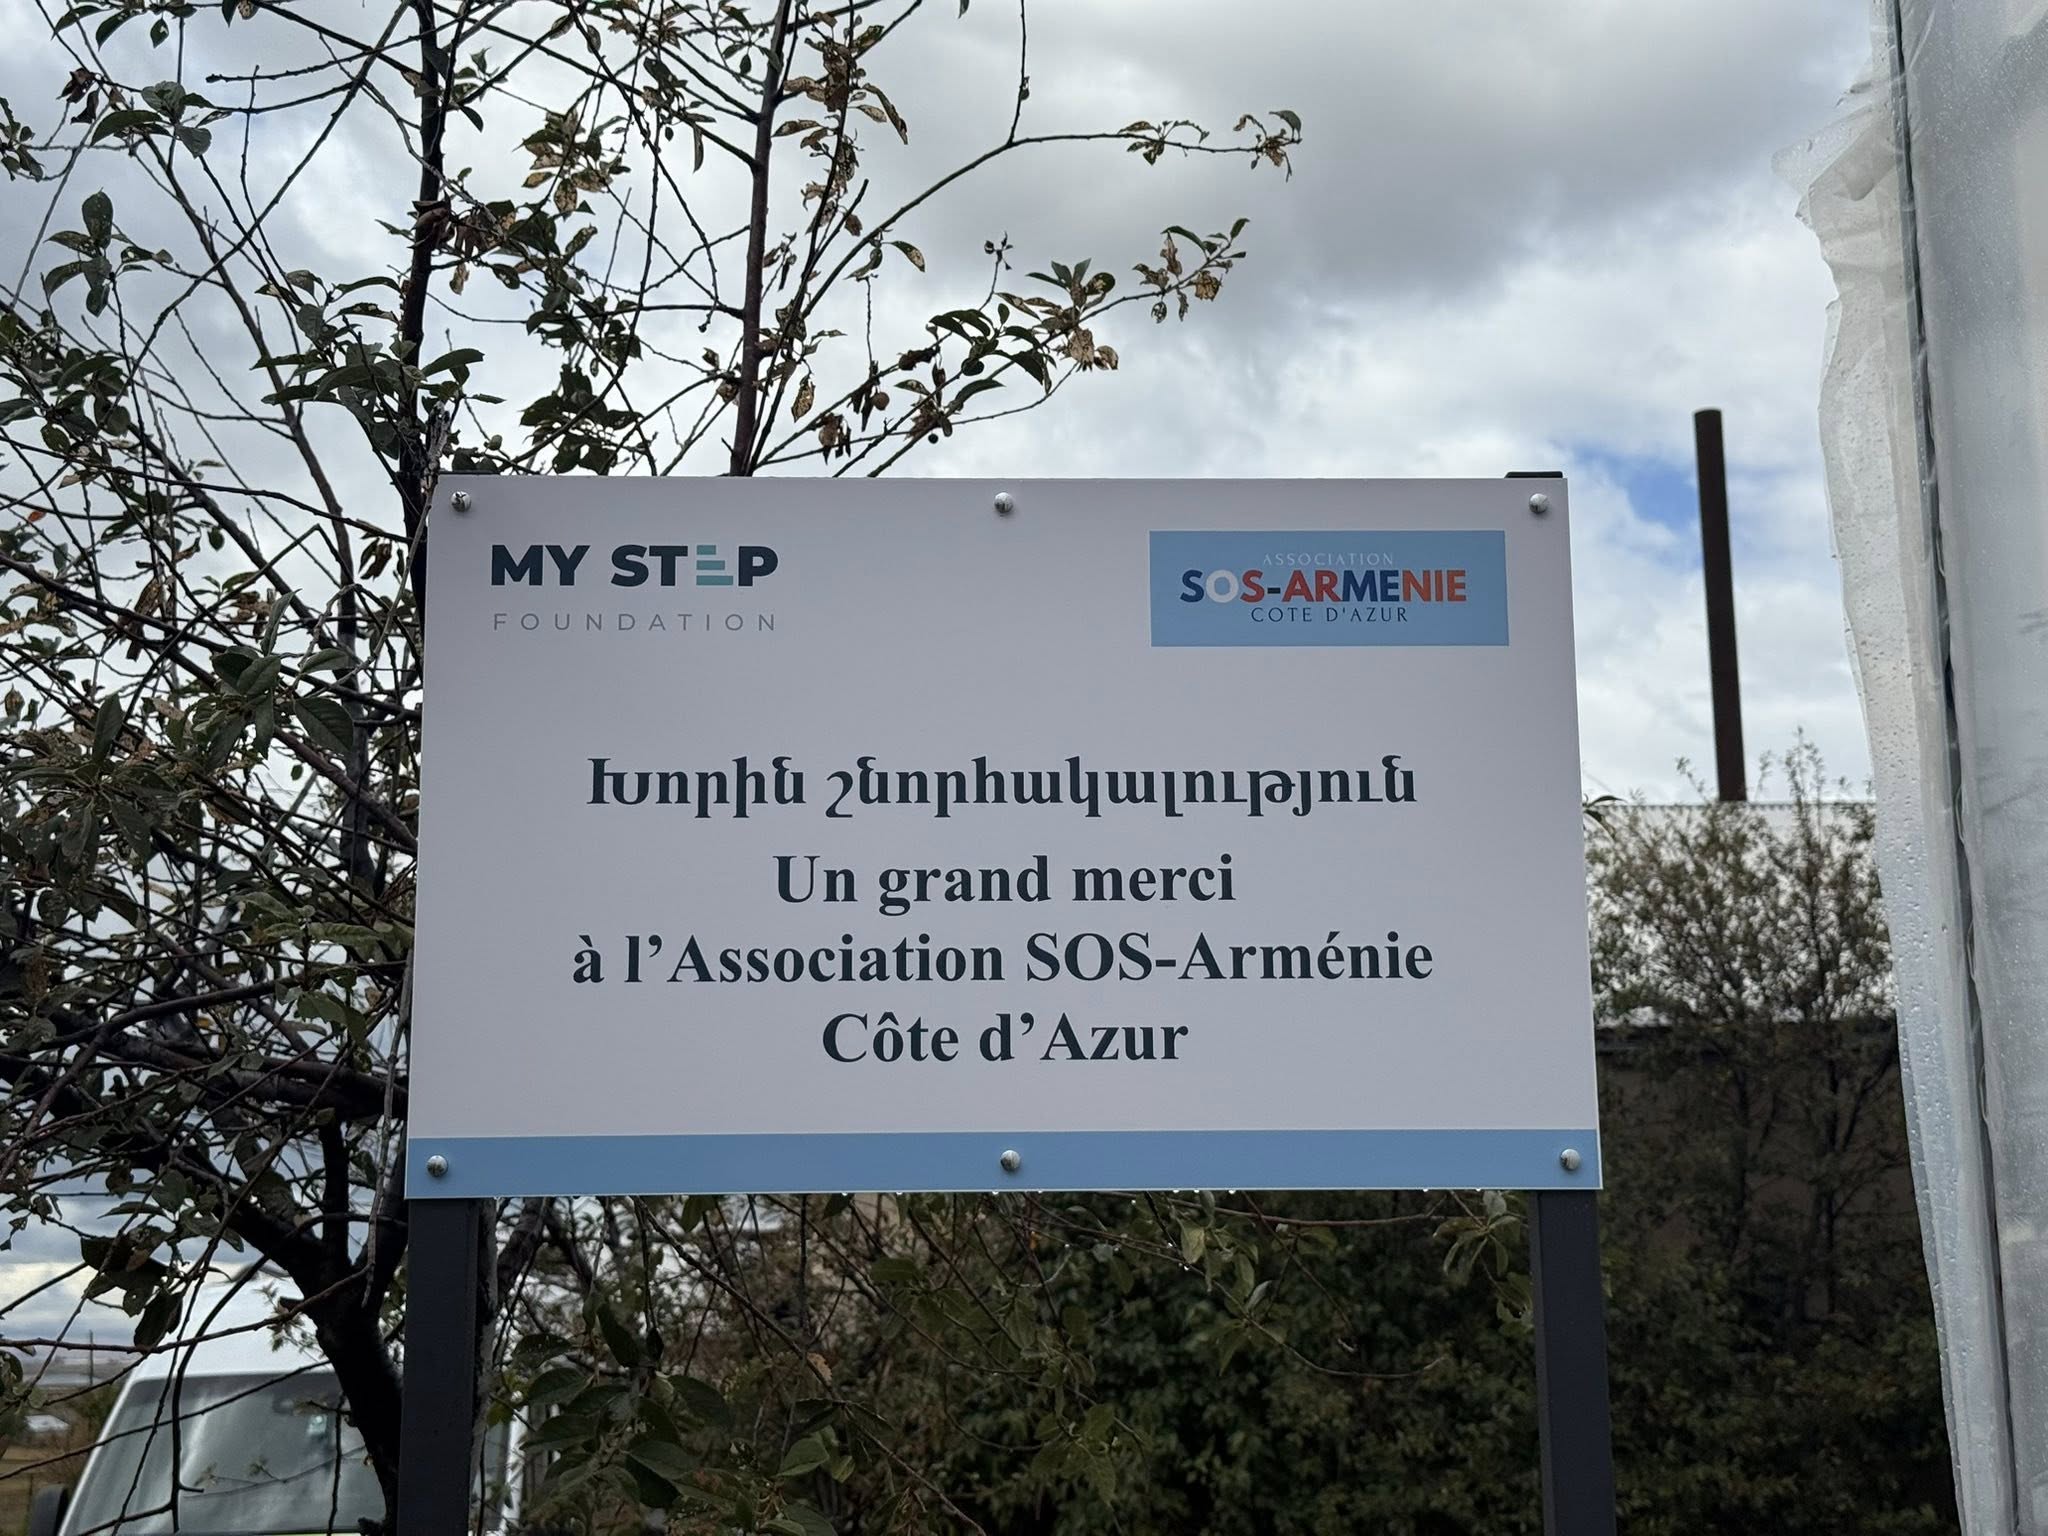 MY STEP
FOUNDATION
ASSOCIATION
SOS-ARMENIE
COTE D'AZUR
Խորին շնորհակալություն
Un grand merci
à l’Association SOS-Arménie
Côte d’Azur